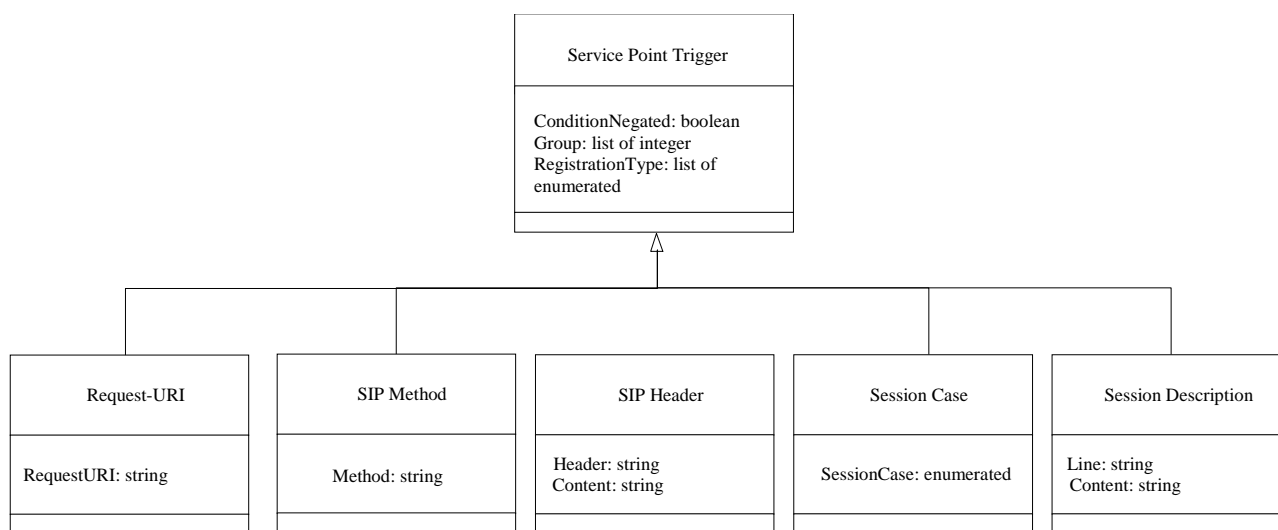 Service Point Trigger
ConditionNegated: boolean
Group: list of integer
RegistrationType: list of
enumerated
Request-URI
SIP Method
SIP Header
Session Case
Session Description
RequestURI: string
Method: string
Header: string
Content: string
SessionCase: enumerated
Line: string
Content: string